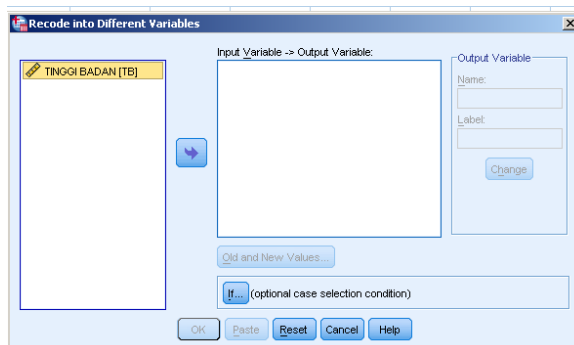 Recode into Different Variables
TINGGI BADAN [TB]
Input Variable -> Output Variable:
Output Variable
Name:
Label:
Change
Old and New Values...
If... (optional case selection condition)
OK Paste Reset Cancel Help